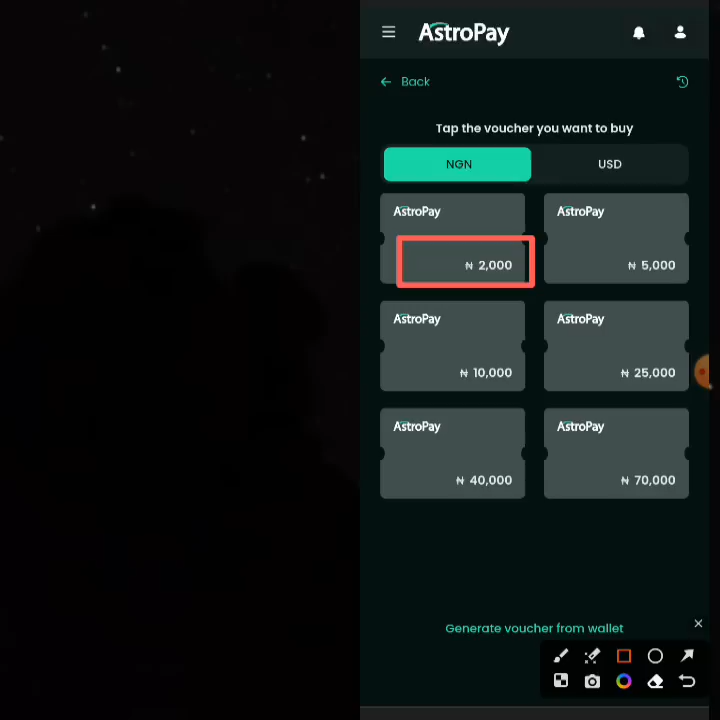 AstroPay
Back
Tap the voucher you want to buy
NGN
USD
AstroPay
₦ 2,000
AstroPay
₦ 5,000
AstroPay
₦ 10,000
AstroPay
₦ 25,000
AstroPay
₦ 40,000
AstroPay
₦ 70,000
Generate voucher from wallet